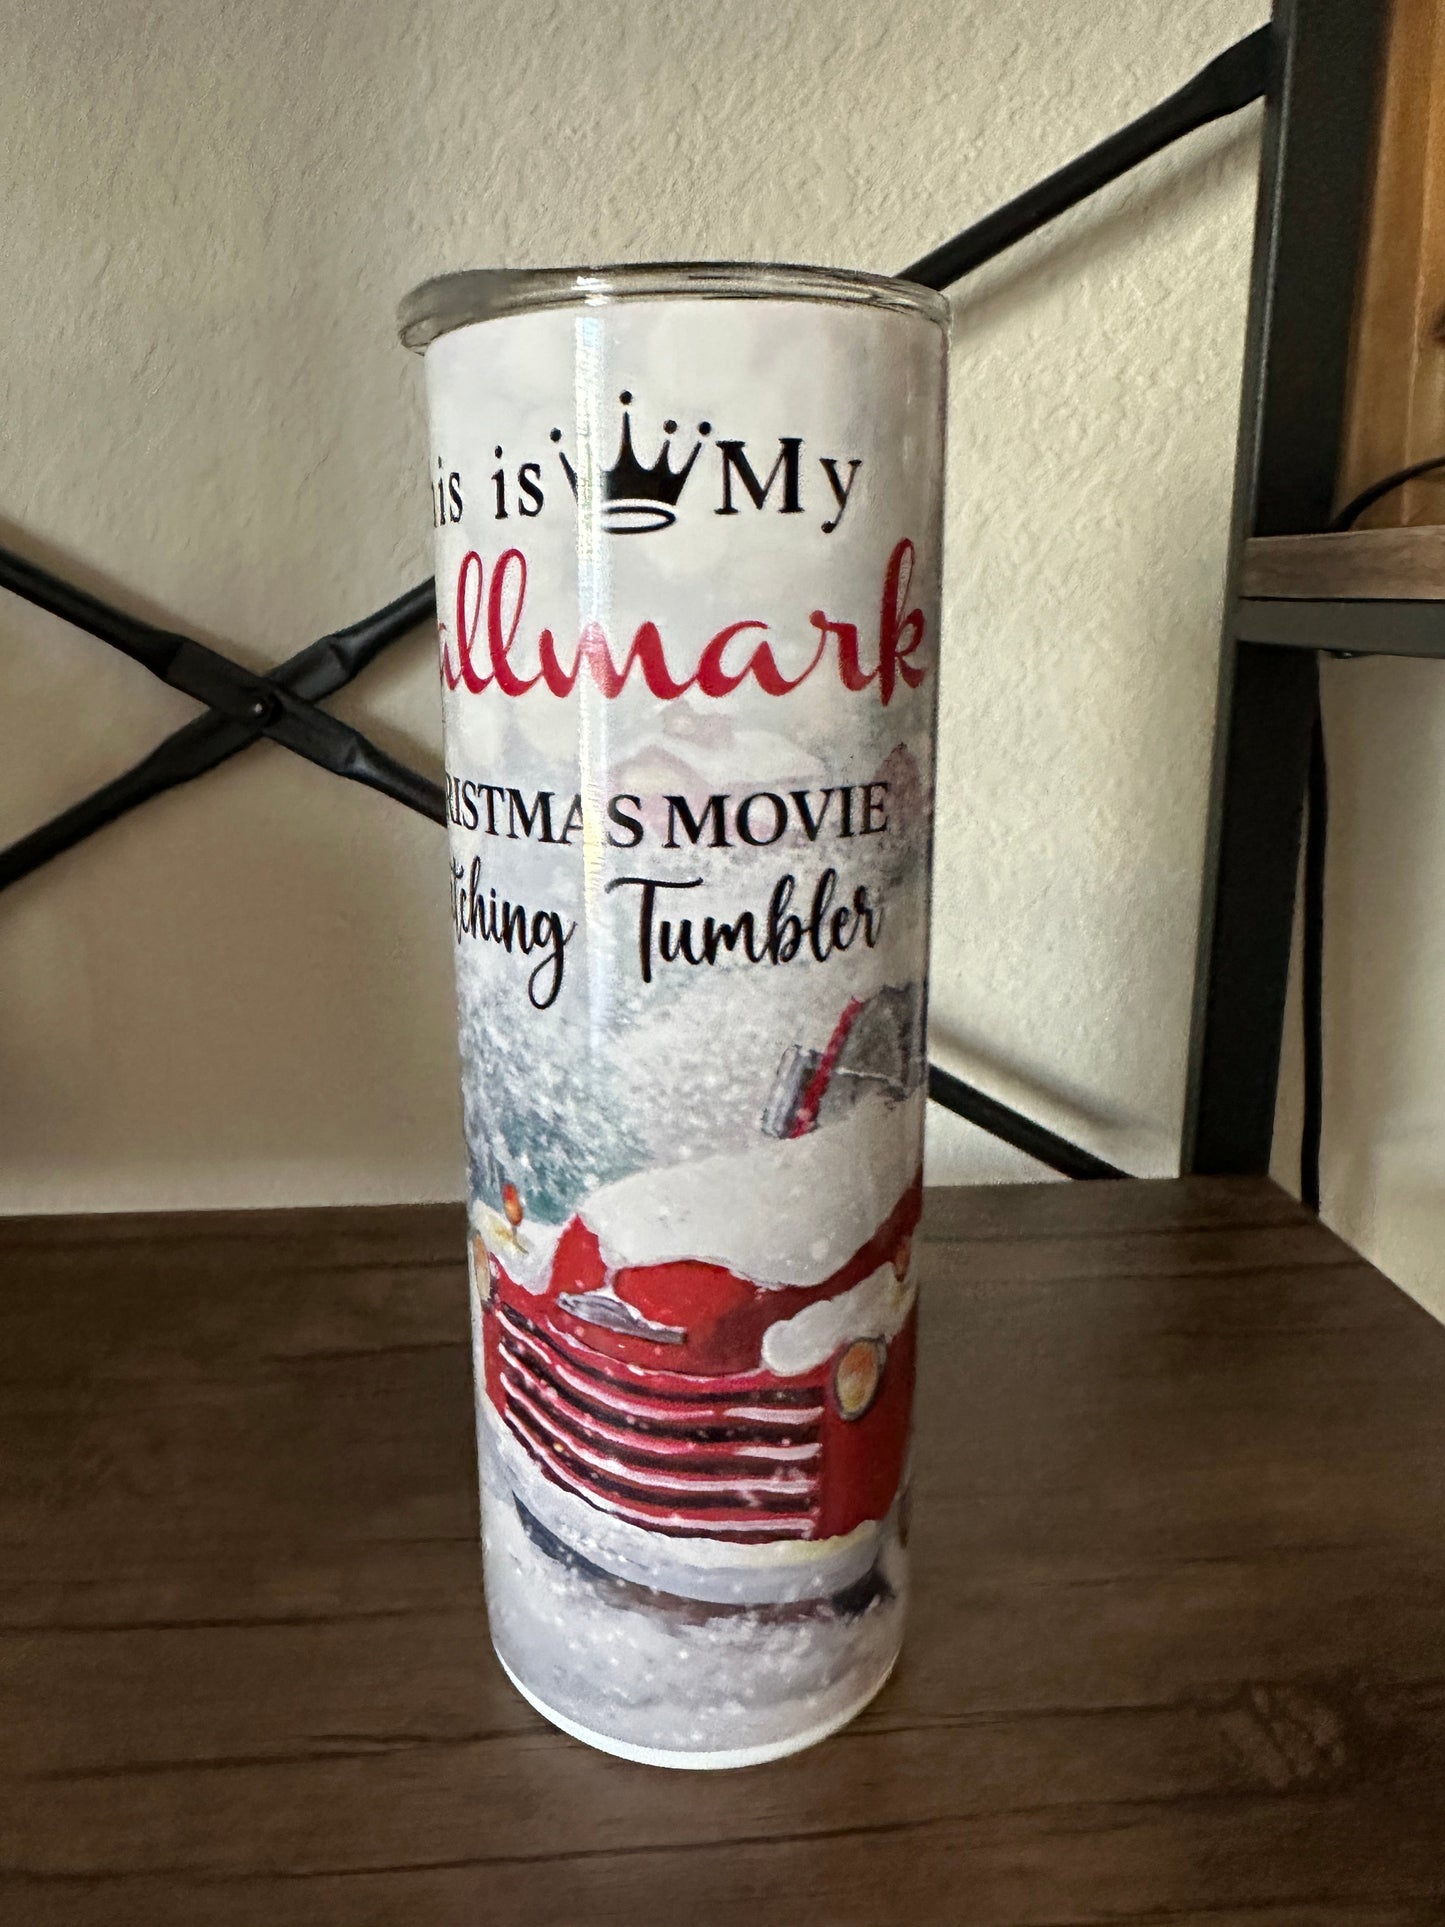 his is My
allmark
RISTMAS MOVIE
tching Tumbler